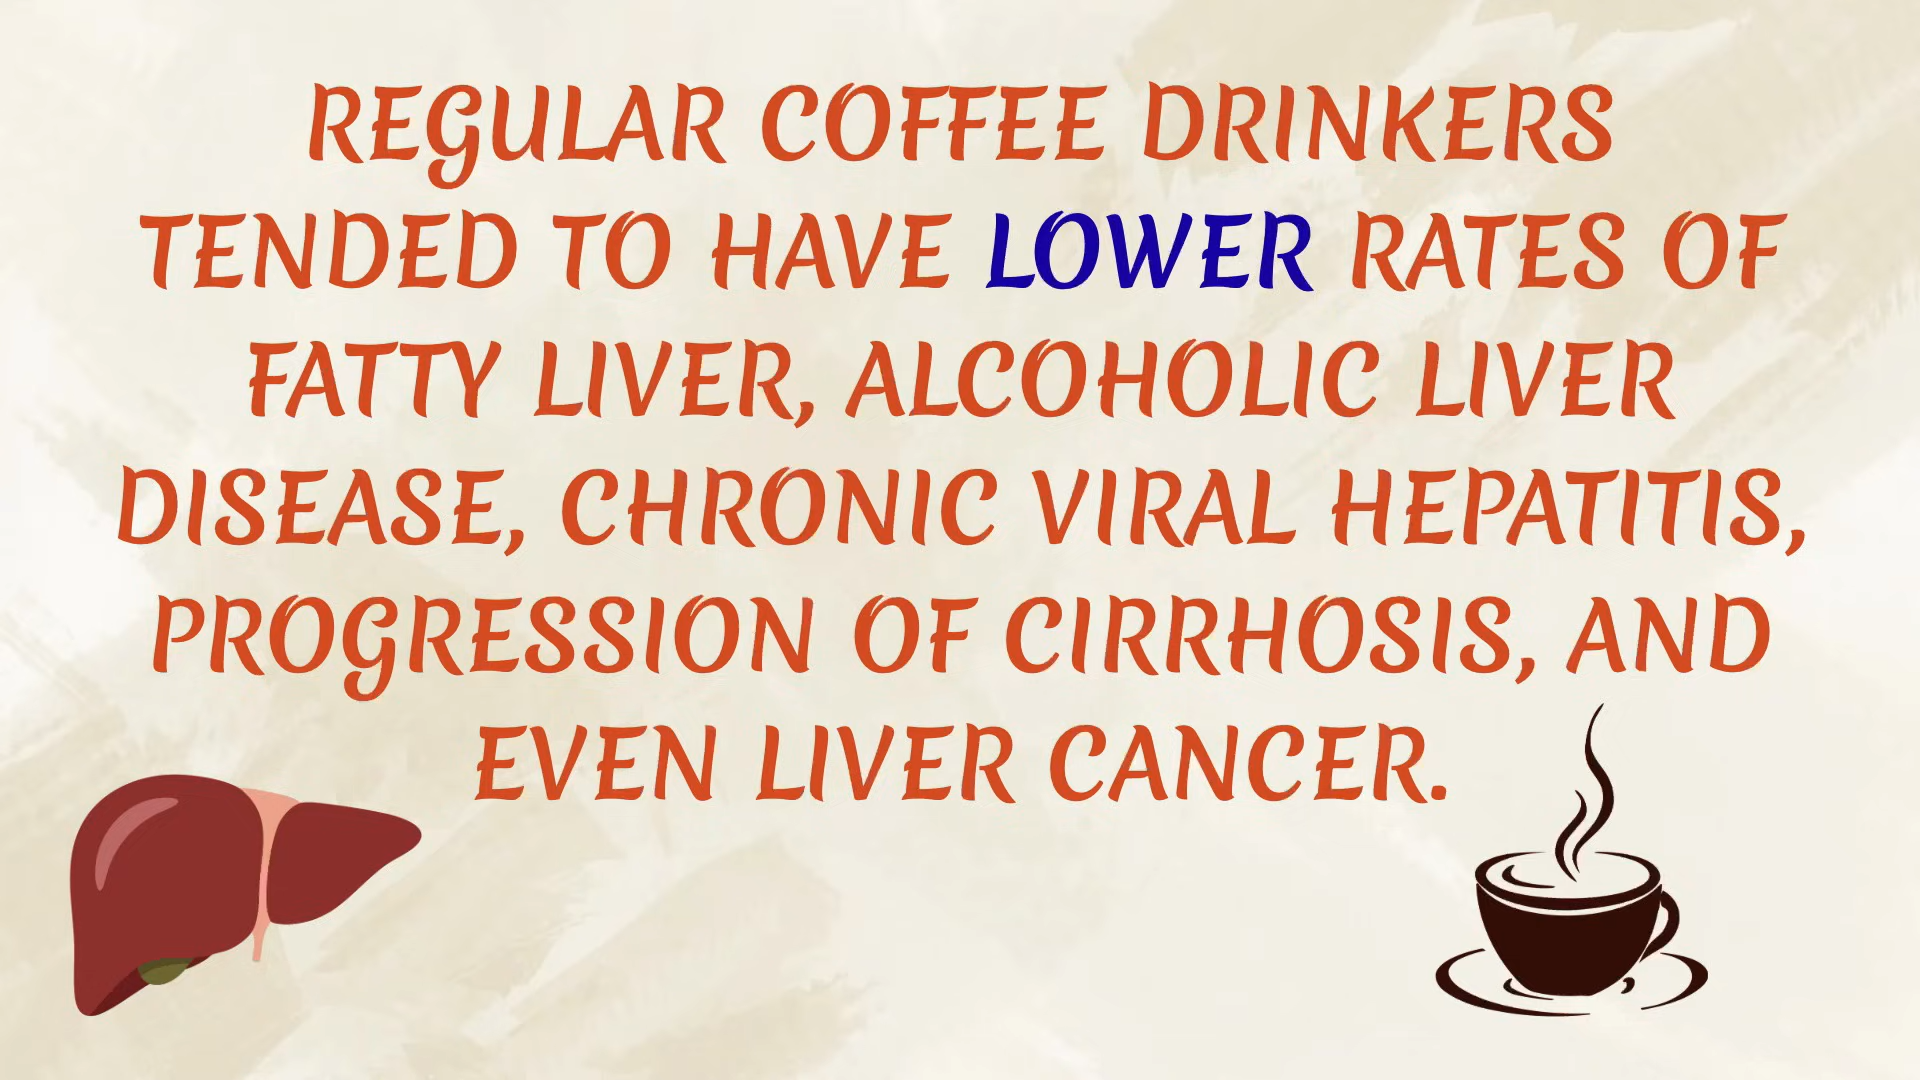 REGULAR COFFEE DRINKERS
TENDED TO HAVE LOWER RATES OF
FATTY LIVER, ALCOHOLIC LIVER
DISEASE, CHRONIC VIRAL HEPATITIS,
PROGRESSION OF CIRRHOSIS, AND
EVEN LIVER CANCER.